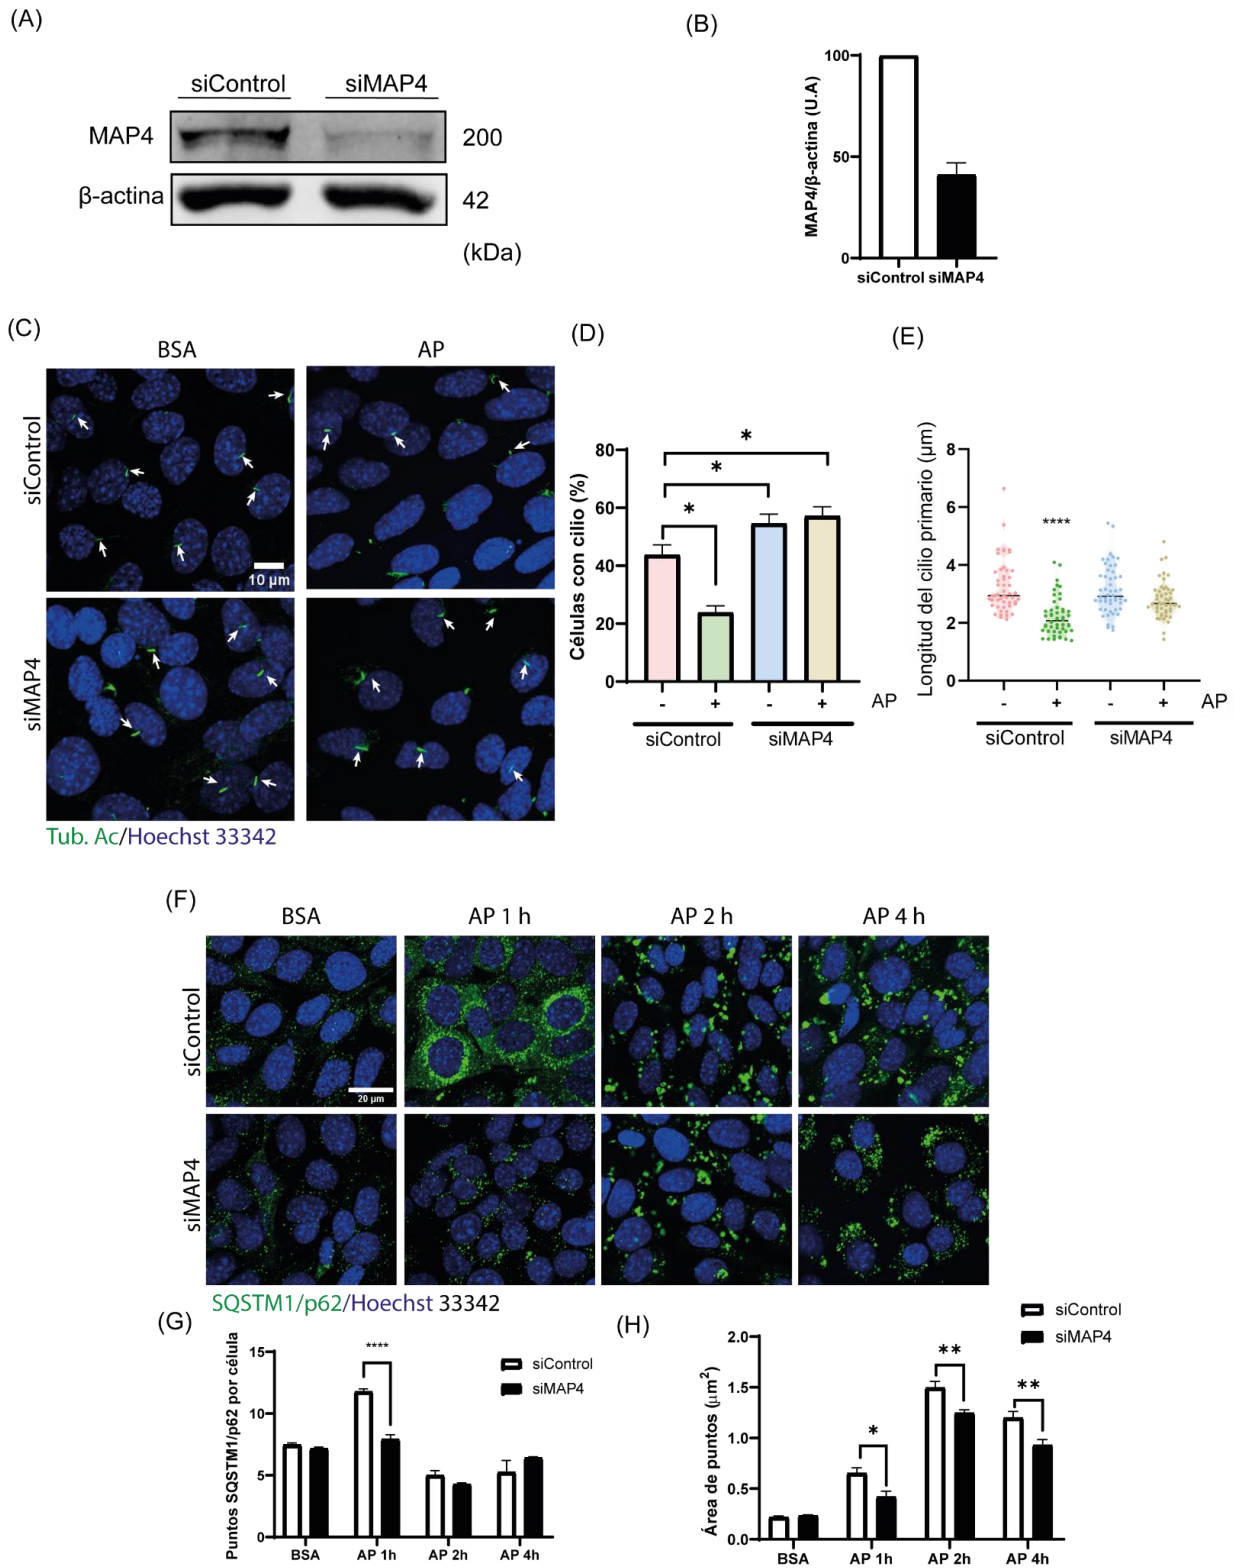 (A)
siControl siMAP4
MAP4 200
β-actina 42
(kDa)
(B)
MAP4/β-actina (U.A)
100
50
0
siControl siMAP4
(C)
BSA AP
siControl
10 µm
siMAP4
Tub. Ac/Hoechst 33342
(D)
Células con cilio (%)
80
60
40
20
0
* * *
- + - + AP
siControl siMAP4
(E)
Longitud del cilio primario (µm)
8
6
4
2
0
****
- + - + AP
siControl siMAP4
(F)
BSA AP 1 h AP 2 h AP 4 h
siControl
20 µm
siMAP4
SQSTM1/p62/Hoechst 33342
(G)
Puntos SQSTM1/p62 por célula
15
10
5
0
****
siControl
siMAP4
BSA AP 1h AP 2h AP 4h
(H)
siControl
siMAP4
Área de puntos (µm²)
2.0
1.5
1.0
0.5
0.0
* ** **
BSA AP 1h AP 2h AP 4h